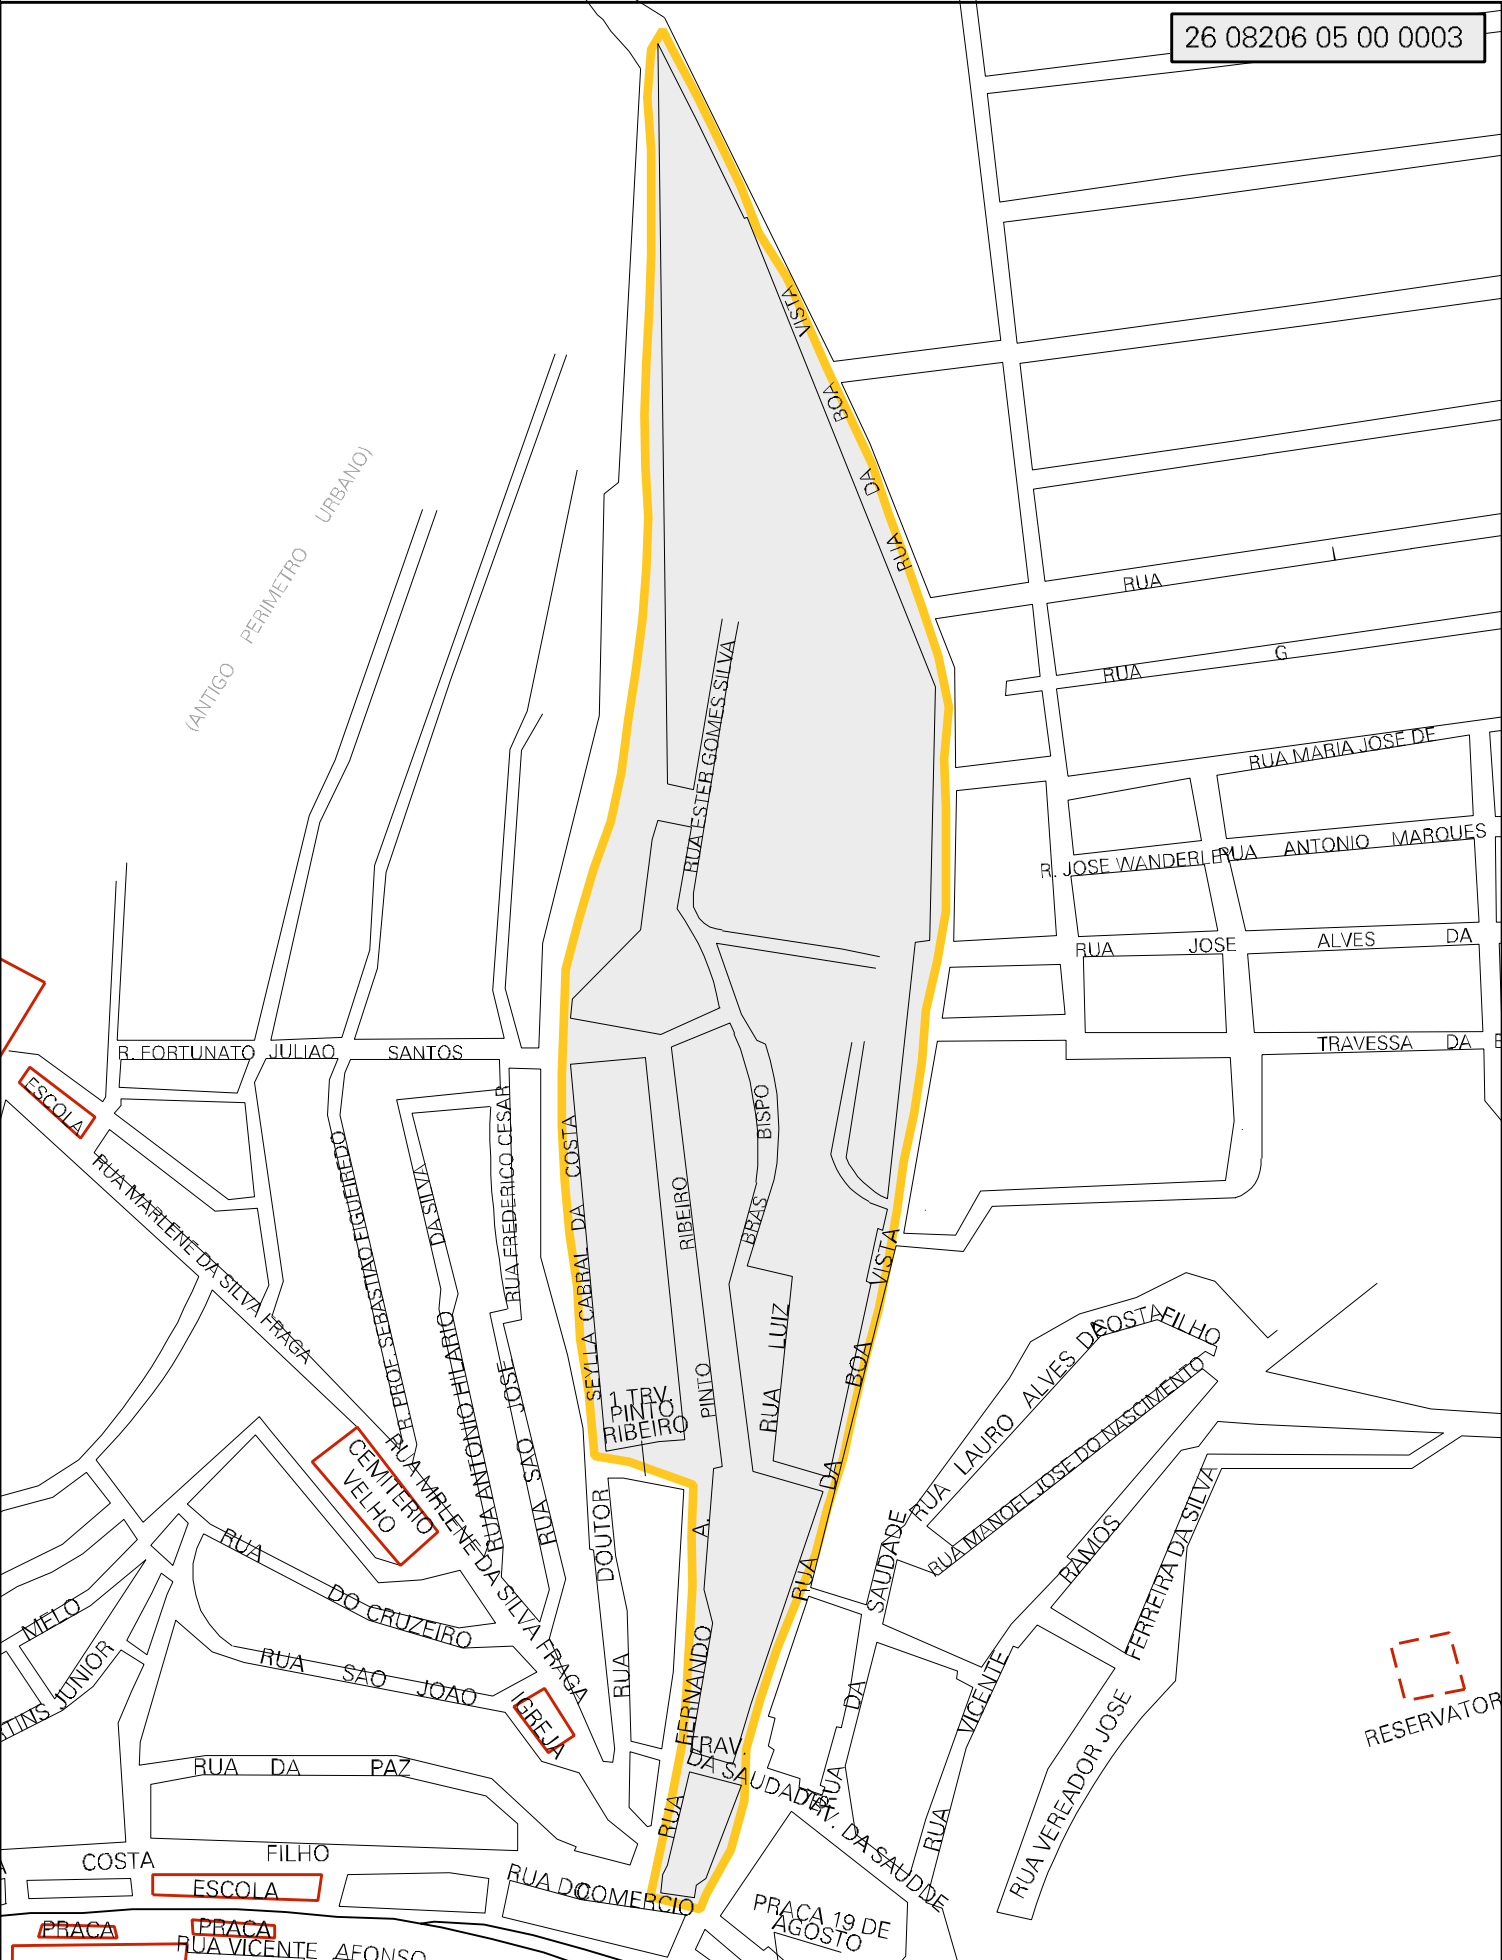 26 08206 05 00 0003
RUA DA BOA VISTA
(ANTIGO PERIMETRO URBANO)
RUA I
RUA G
RUA ESTER GOMES SILVA
RUA MARIA JOSE DE
R. JOSE WANDERLEY
RUA ANTONIO MARQUES
RUA JOSE ALVES DA
TRAVESSA DA B
R. FORTUNATO JULIAO SANTOS
ESCOLA
RUA MARLENE DA SILVA FRAGA
R. PROF. SEBASTIAO FIGUEIREDO
RUA ANTONIO HILARIO DA SILVA
RUA FREDERICO CESAR
RUA SAO JOSE
RUA DOUTOR SEYLLA CABRAL DA COSTA
RUA FERNANDO A. PINTO RIBEIRO
RUA LUIZ BRAS BISPO
1 TRV.
PINTO
RIBEIRO
RUA DA BOA VISTA
RUA LAURO ALVES DA COSTA FILHO
RUA MANOEL JOSE DO NASCIMENTO
RUA VICENTE RAMOS
RUA VEREADOR JOSE FERREIRA DA SILVA
RUA DA SAUDADE
CEMITERIO
VELHO
RUA MRLENE DA SILVA FRAGA
RUA DO CRUZEIRO
MELO
RTINS JUNIOR
RUA SAO JOAO
IGREJA
RUA DA PAZ
TRAV.
DA SAUDADE
TRV. DA SAUDDE
RESERVATOR
COSTA FILHO
ESCOLA
RUA DO COMERCIO
PRAÇA 19 DE
AGOSTO
PRACA
PRACA
RUA VICENTE AFONSO